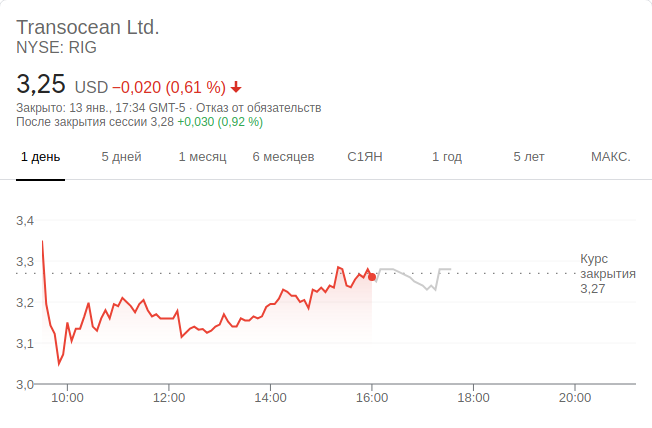 Transocean Ltd.
NYSE: RIG
3,25 USD −0,020 (0,61 %)
Закрыто: 13 янв., 17:34 GMT-5 · Отказ от обязательств
После закрытия сессии 3,28 +0,030 (0,92 %)
1 день 5 дней 1 месяц 6 месяцев С1ЯН 1 год 5 лет МАКС.
3,4
3,3
3,2
3,1
3,0
Курс
закрытия
3,27
10:00 12:00 14:00 16:00 18:00 20:00